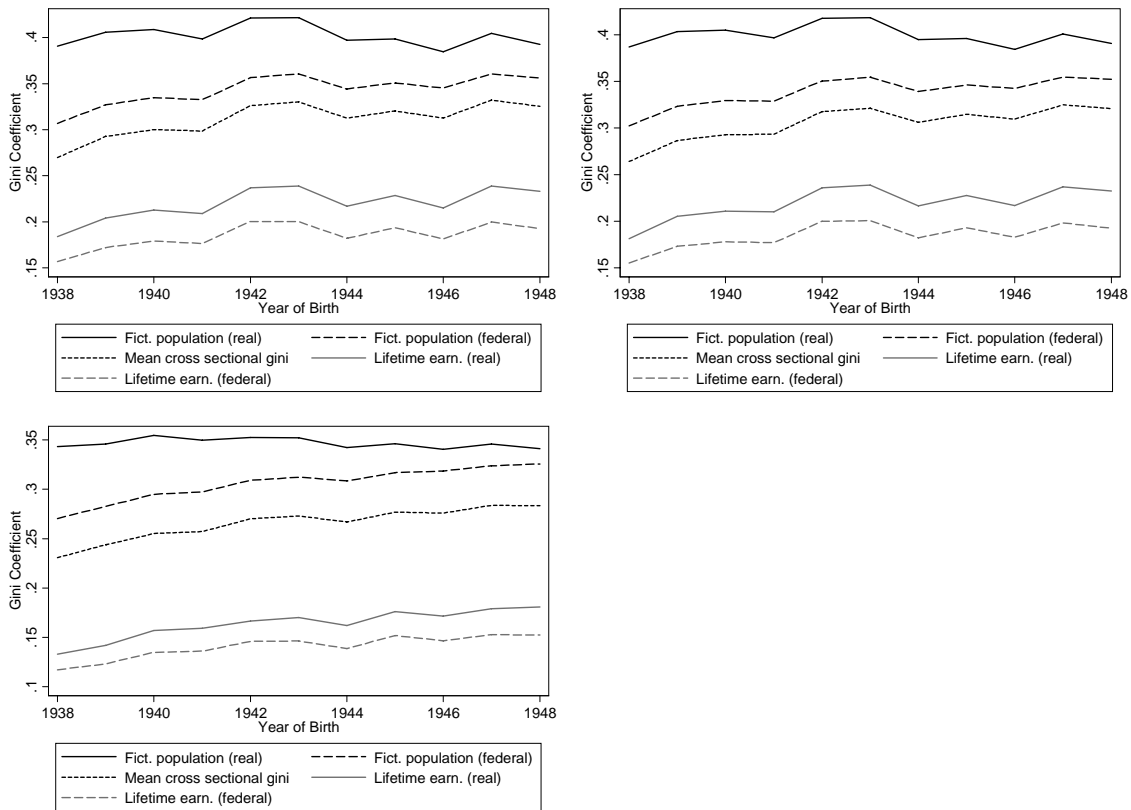 Gini Coefficient
.4
.35
.3
.25
.2
.15
1938 1940 1942 1944 1946 1948
Year of Birth
Fict. population (real) Fict. population (federal)
Mean cross sectional gini Lifetime earn. (real)
Lifetime earn. (federal)
Gini Coefficient
.4
.35
.3
.25
.2
.15
1938 1940 1942 1944 1946 1948
Year of Birth
Fict. population (real) Fict. population (federal)
Mean cross sectional gini Lifetime earn. (real)
Lifetime earn. (federal)
Gini Coefficient
.35
.3
.25
.2
.15
.1
1938 1940 1942 1944 1946 1948
Year of Birth
Fict. population (real) Fict. population (federal)
Mean cross sectional gini Lifetime earn. (real)
Lifetime earn. (federal)